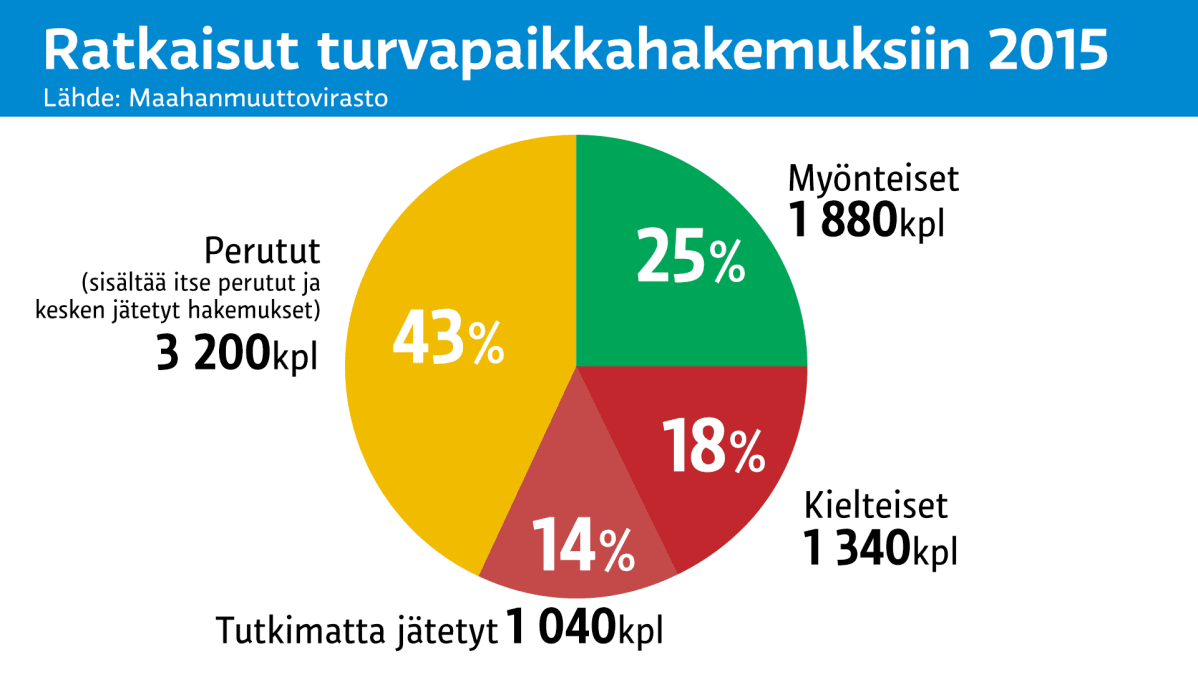 Ratkaisut turvapaikkahakemuksiin 2015
Lähde: Maahanmuuttovirasto
Myönteiset
1 880kpl
25%
Perutut
(sisältää itse perutut ja
kesken jätetyt hakemukset)
3 200kpl
43%
18%
Kielteiset
1 340kpl
14%
Tutkimatta jätetyt 1 040kpl